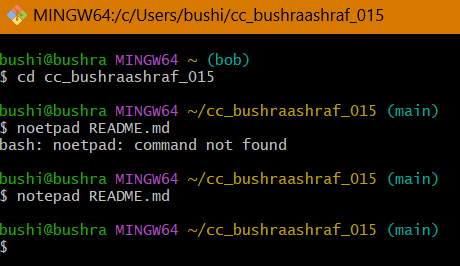 MINGW64:/c/Users/bushi/cc_bushraashraf_015
bushi@bushra MINGW64 ~ (bob)
$ cd cc_bushraashraf_015
bushi@bushra MINGW64 ~/cc_bushraashraf_015 (main)
$ noetpad README.md
bash: noetpad: command not found
bushi@bushra MINGW64 ~/cc_bushraashraf_015 (main)
$ notepad README.md
bushi@bushra MINGW64 ~/cc_bushraashraf_015 (main)
$